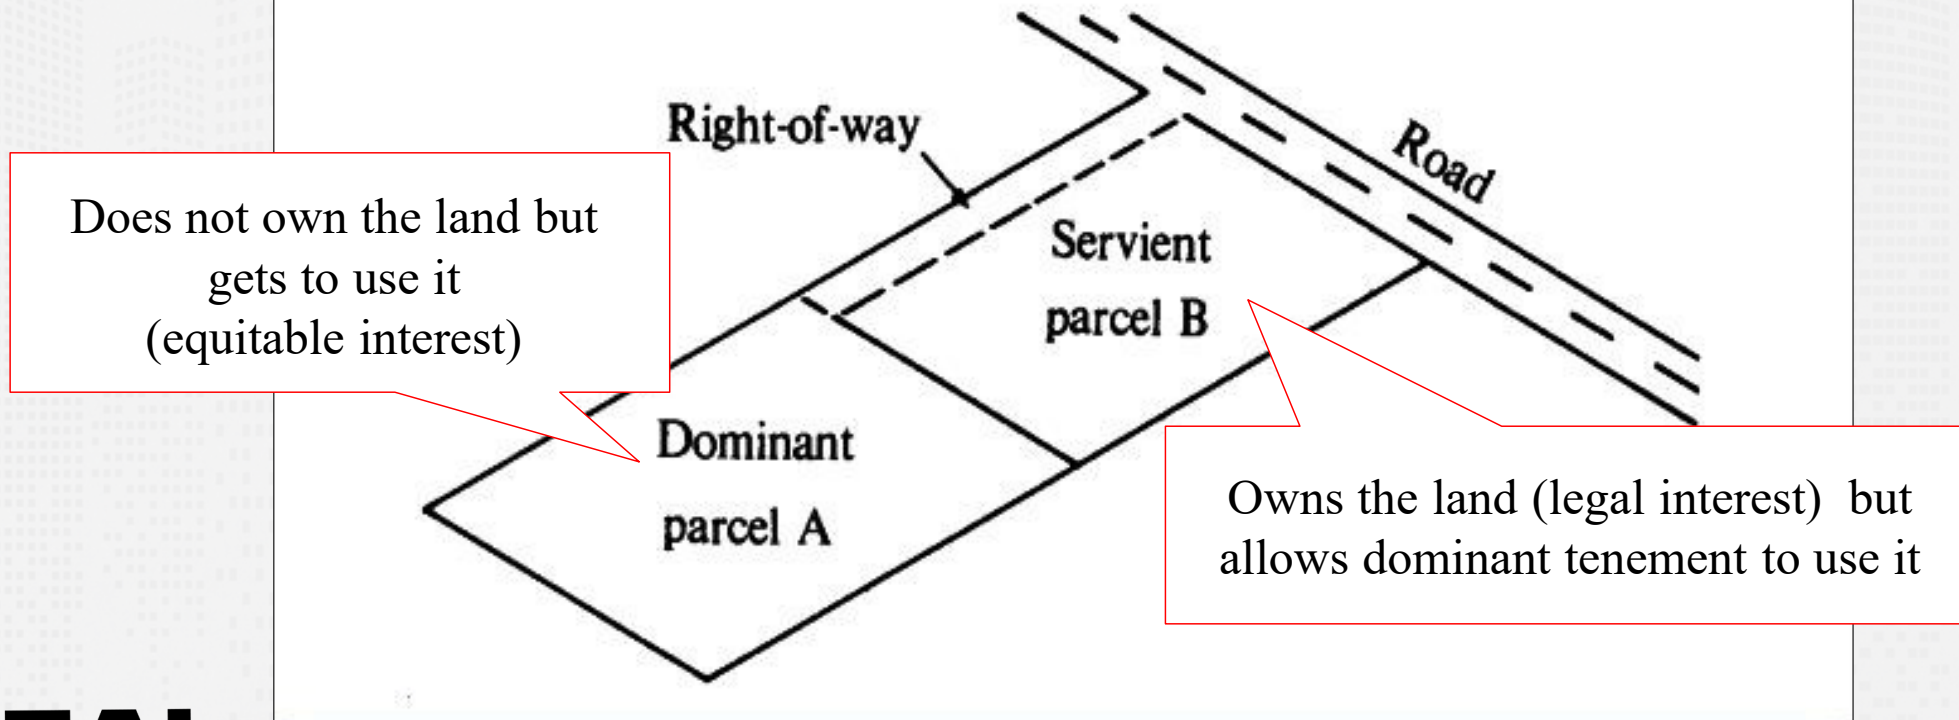 Right-of-way
Road
Does not own the land but
gets to use it
(equitable interest)
Servient
parcel B
Dominant
parcel A
Owns the land (legal interest)  but
allows dominant tenement to use it